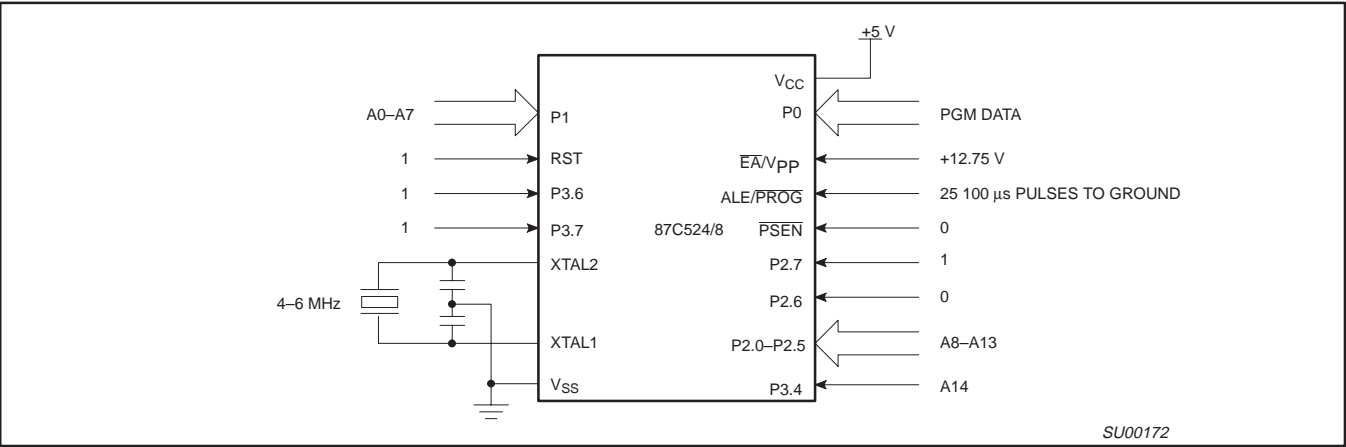 +5 V
VCC
A0–A7
P1
P0
PGM DATA
1
RST
EA/VPP
+12.75 V
1
P3.6
ALE/PROG
25 100 µs PULSES TO GROUND
1
P3.7
87C524/8
PSEN
0
XTAL2
P2.7
1
4–6 MHz
P2.6
0
XTAL1
P2.0–P2.5
A8–A13
VSS
P3.4
A14
SU00172